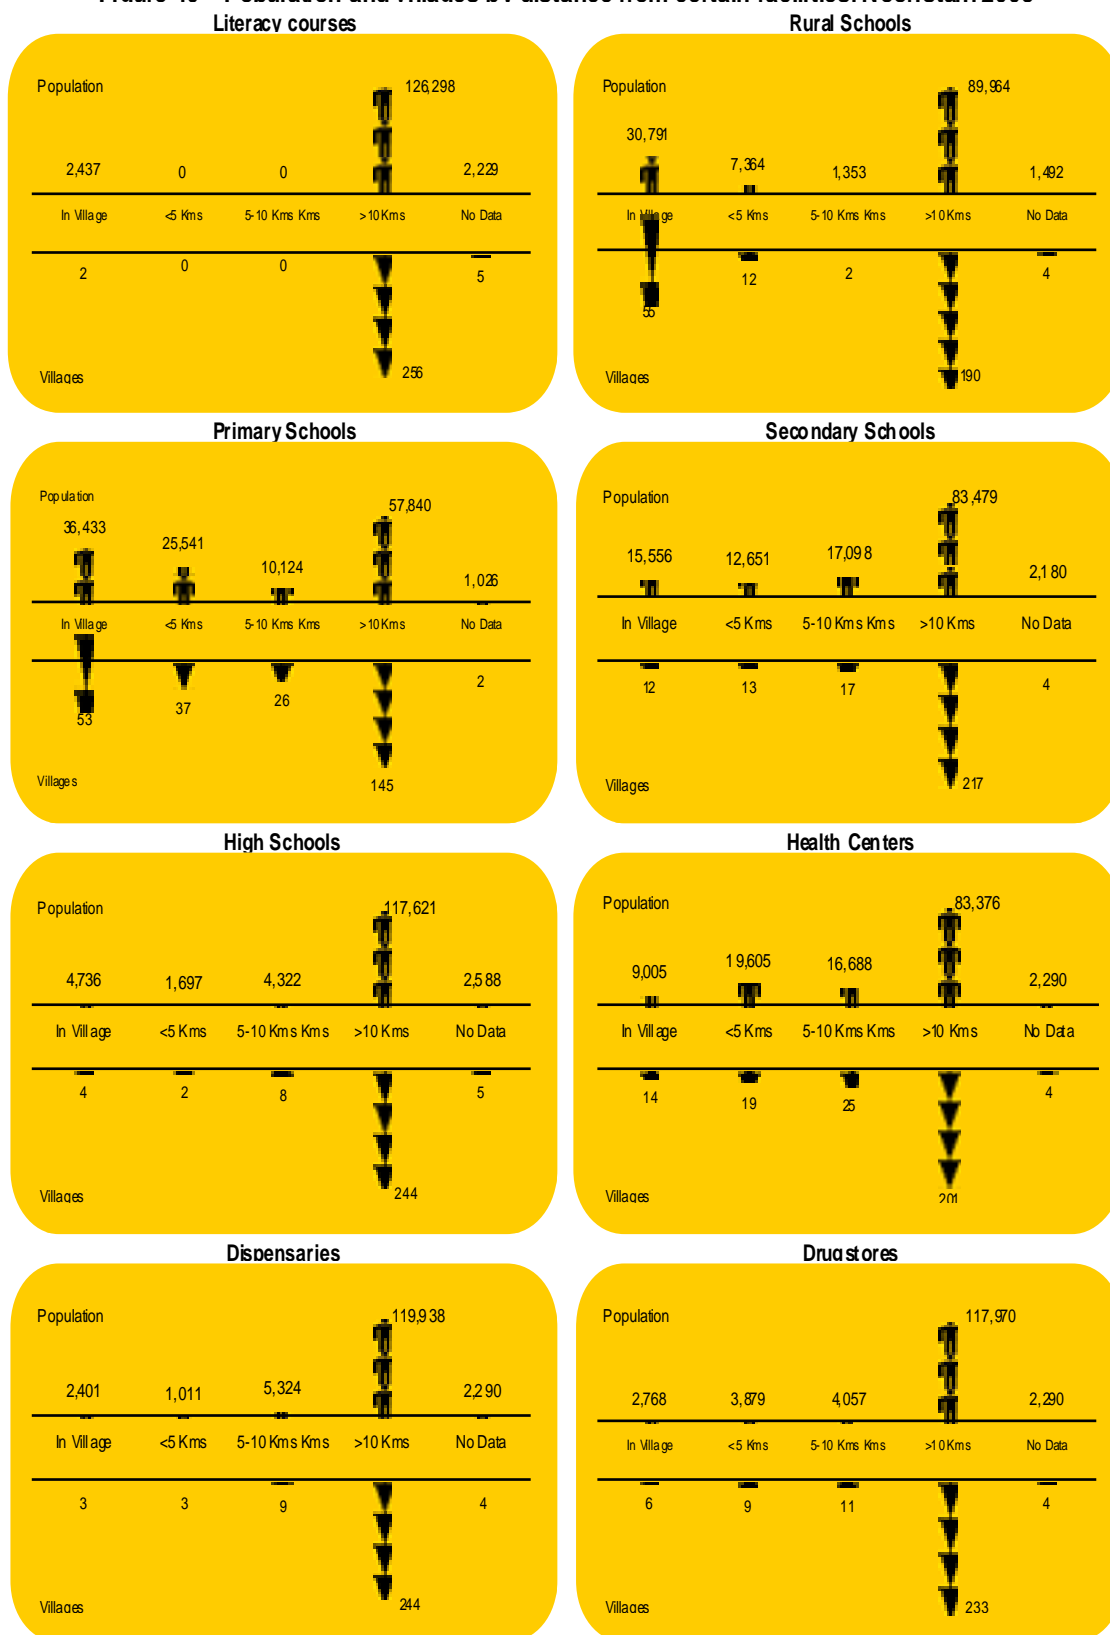 Literacy courses
Population
126,298
2,437 0 0 2,229
In Village <5 Kms 5-10 Kms Kms >10 Kms No Data
2 0 0 5
256
Villages
Rural Schools
Population
89,964
30,791 7,364 1,353 1,492
In Village <5 Kms 5-10 Kms Kms >10 Kms No Data
55 12 2 4
190
Villages
Primary Schools
Population
57,840
36,433 25,541 10,124 1,026
In Village <5 Kms 5-10 Kms Kms >10 Kms No Data
53 37 26 2
145
Villages
Secondary Schools
Population
83,479
15,556 12,651 17,098 2,180
In Village <5 Kms 5-10 Kms Kms >10 Kms No Data
12 13 17 4
217
Villages
High Schools
Population
117,621
4,736 1,697 4,322 2,588
In Village <5 Kms 5-10 Kms Kms >10 Kms No Data
4 2 8 5
244
Villages
Health Centers
Population
83,376
9,005 19,605 16,688 2,290
In Village <5 Kms 5-10 Kms Kms >10 Kms No Data
14 19 25 4
201
Villages
Dispensaries
Population
119,938
2,401 1,011 5,324 2,290
In Village <5 Kms 5-10 Kms Kms >10 Kms No Data
3 3 9 4
244
Villages
Drugstores
Population
117,970
2,768 3,879 4,057 2,290
In Village <5 Kms 5-10 Kms Kms >10 Kms No Data
6 9 11 4
233
Villages